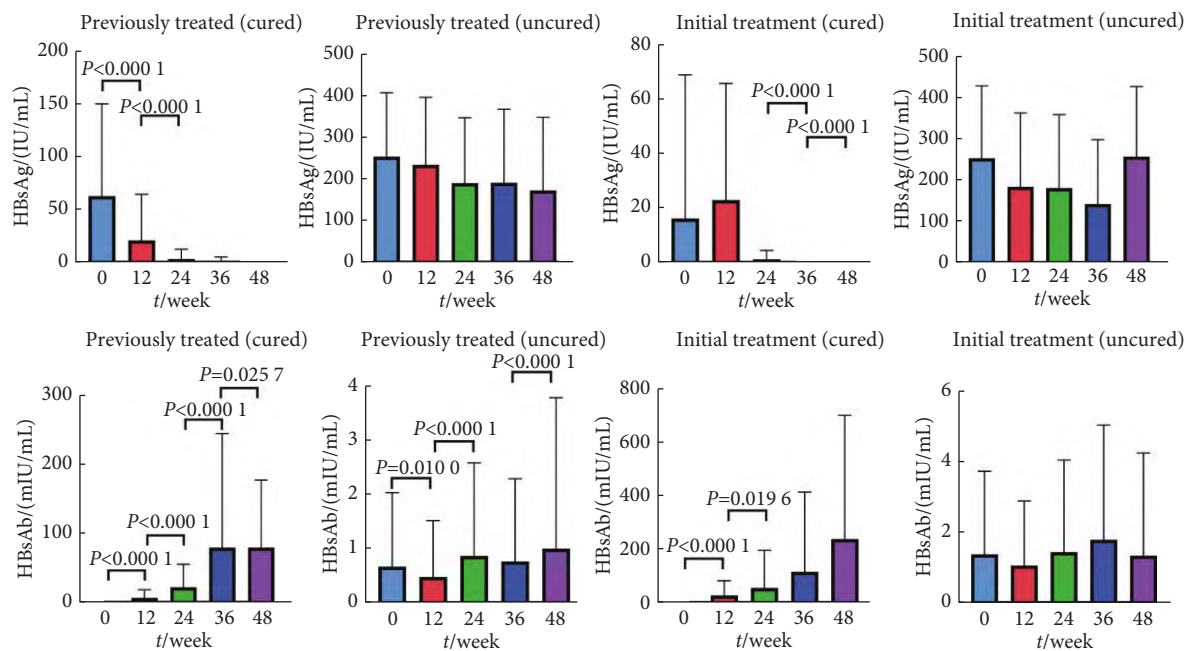 Previously treated (cured)
HBsAg/(IU/mL)
200
150
100
50
0
P<0.000 1
P<0.000 1
0 12 24 36 48
t/week
Previously treated (uncured)
HBsAg/(IU/mL)
500
400
300
200
100
0
0 12 24 36 48
t/week
Initial treatment (cured)
HBsAg/(IU/mL)
80
60
40
20
0
P<0.000 1
P<0.000 1
0 12 24 36 48
t/week
Initial treatment (uncured)
HBsAg/(IU/mL)
500
400
300
200
100
0
0 12 24 36 48
t/week
Previously treated (cured)
HBsAb/(mIU/mL)
300
200
100
50
0
P=0.025 7
P<0.000 1
P<0.000 1
P<0.000 1
0 12 24 36 48
t/week
Previously treated (uncured)
HBsAb/(mIU/mL)
4
3
2
1
0
P<0.000 1
P<0.000 1
P=0.010 0
0 12 24 36 48
t/week
Initial treatment (cured)
HBsAb/(mIU/mL)
800
600
400
200
0
P=0.019 6
P<0.000 1
0 12 24 36 48
t/week
Initial treatment (uncured)
HBsAb/(mIU/mL)
6
4
2
0
0 12 24 36 48
t/week